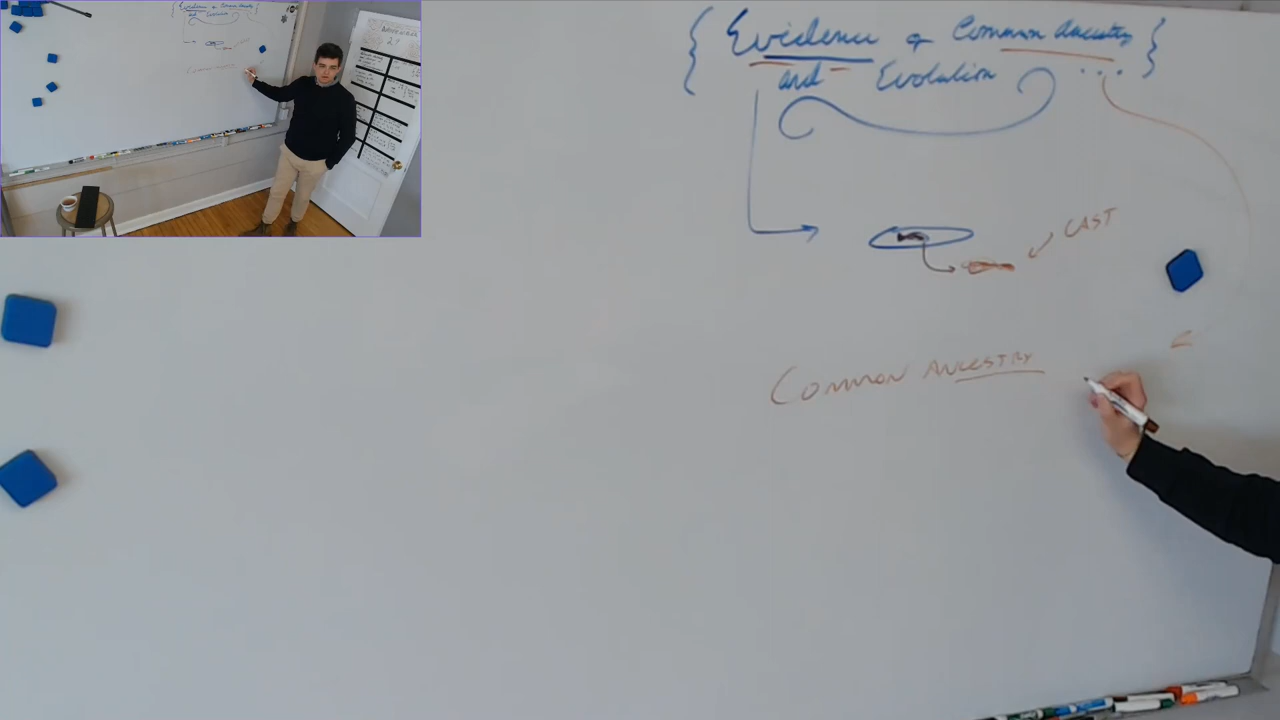 { Evidence of Common Ancestry
and Evolution .... }
CAST
COMMON ANCESTRY